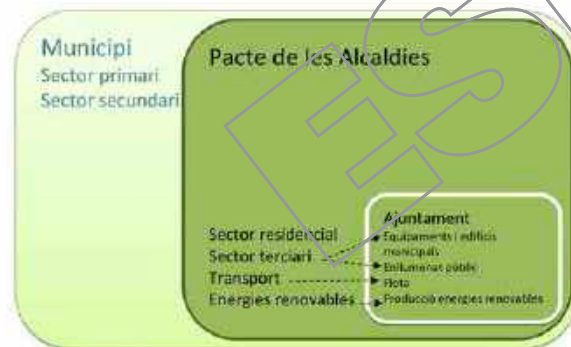 Municipi
Sector primari
Sector secundari
Pacte de les Alcaldies
Sector residencial
Sector terciari
Transport
Energies renovables
Ajuntament
Equipaments i edificis
municipals
Enllumenat públic
Flota
Producció energies renovables
ES